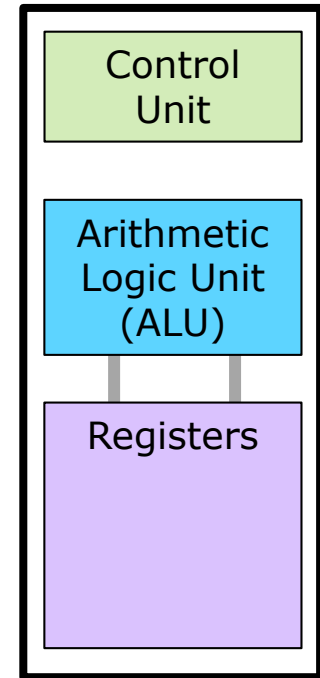 Control
Unit
Arithmetic
Logic Unit
(ALU)
Registers